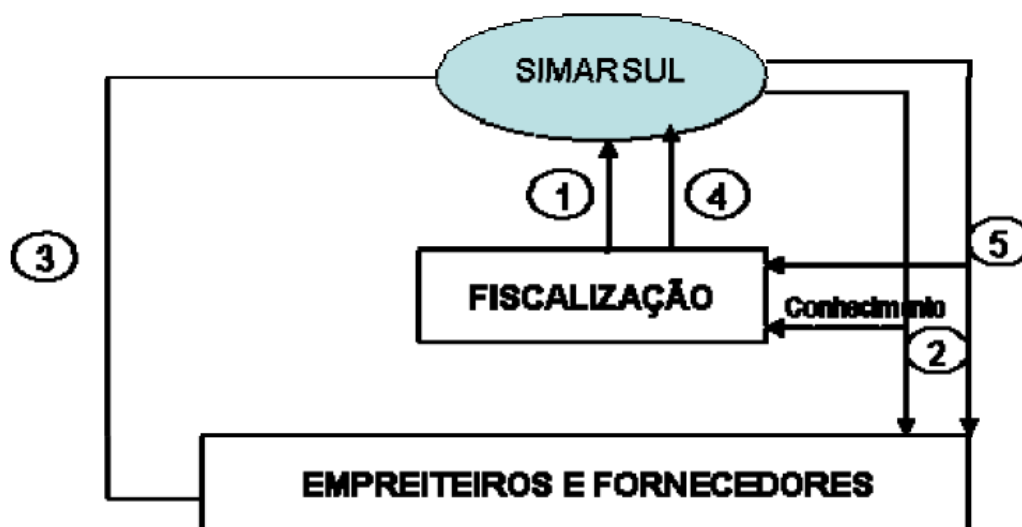 SIMARSUL
1
4
3
5
FISCALIZAÇÃO
Conhecimento
2
EMPREITEIROS E FORNECEDORES